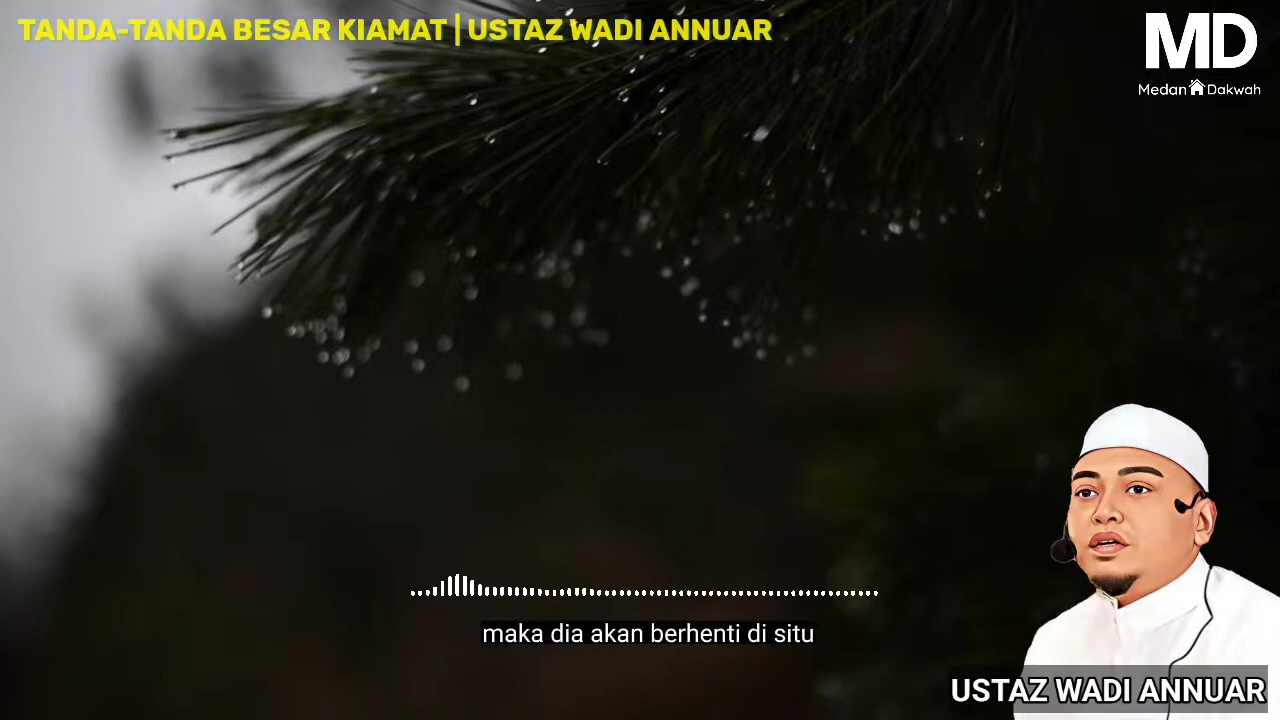 TANDA-TANDA BESAR KIAMAT | USTAZ WADI ANNUAR
MD
Medan Dakwah
maka dia akan berhenti di situ
USTAZ WADI ANNUAR